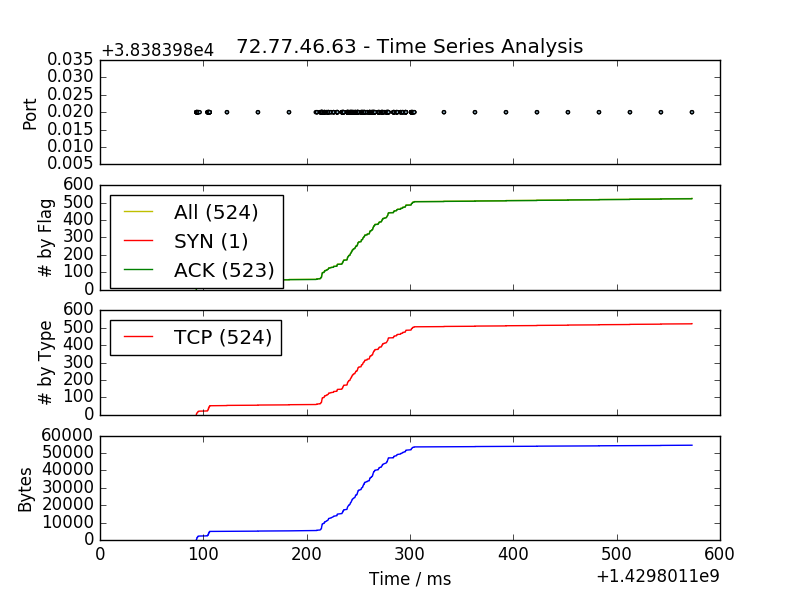 +3.838398e4
72.77.46.63 - Time Series Analysis
0.035
0.030
0.025
0.020
0.015
0.010
0.005
Port
600
500
400
300
200
100
0
# by Flag
All (524)
SYN (1)
ACK (523)
600
500
400
300
200
100
0
# by Type
TCP (524)
60000
50000
40000
30000
20000
10000
0
Bytes
0 100 200 300 400 500 600
Time / ms
+1.4298011e9